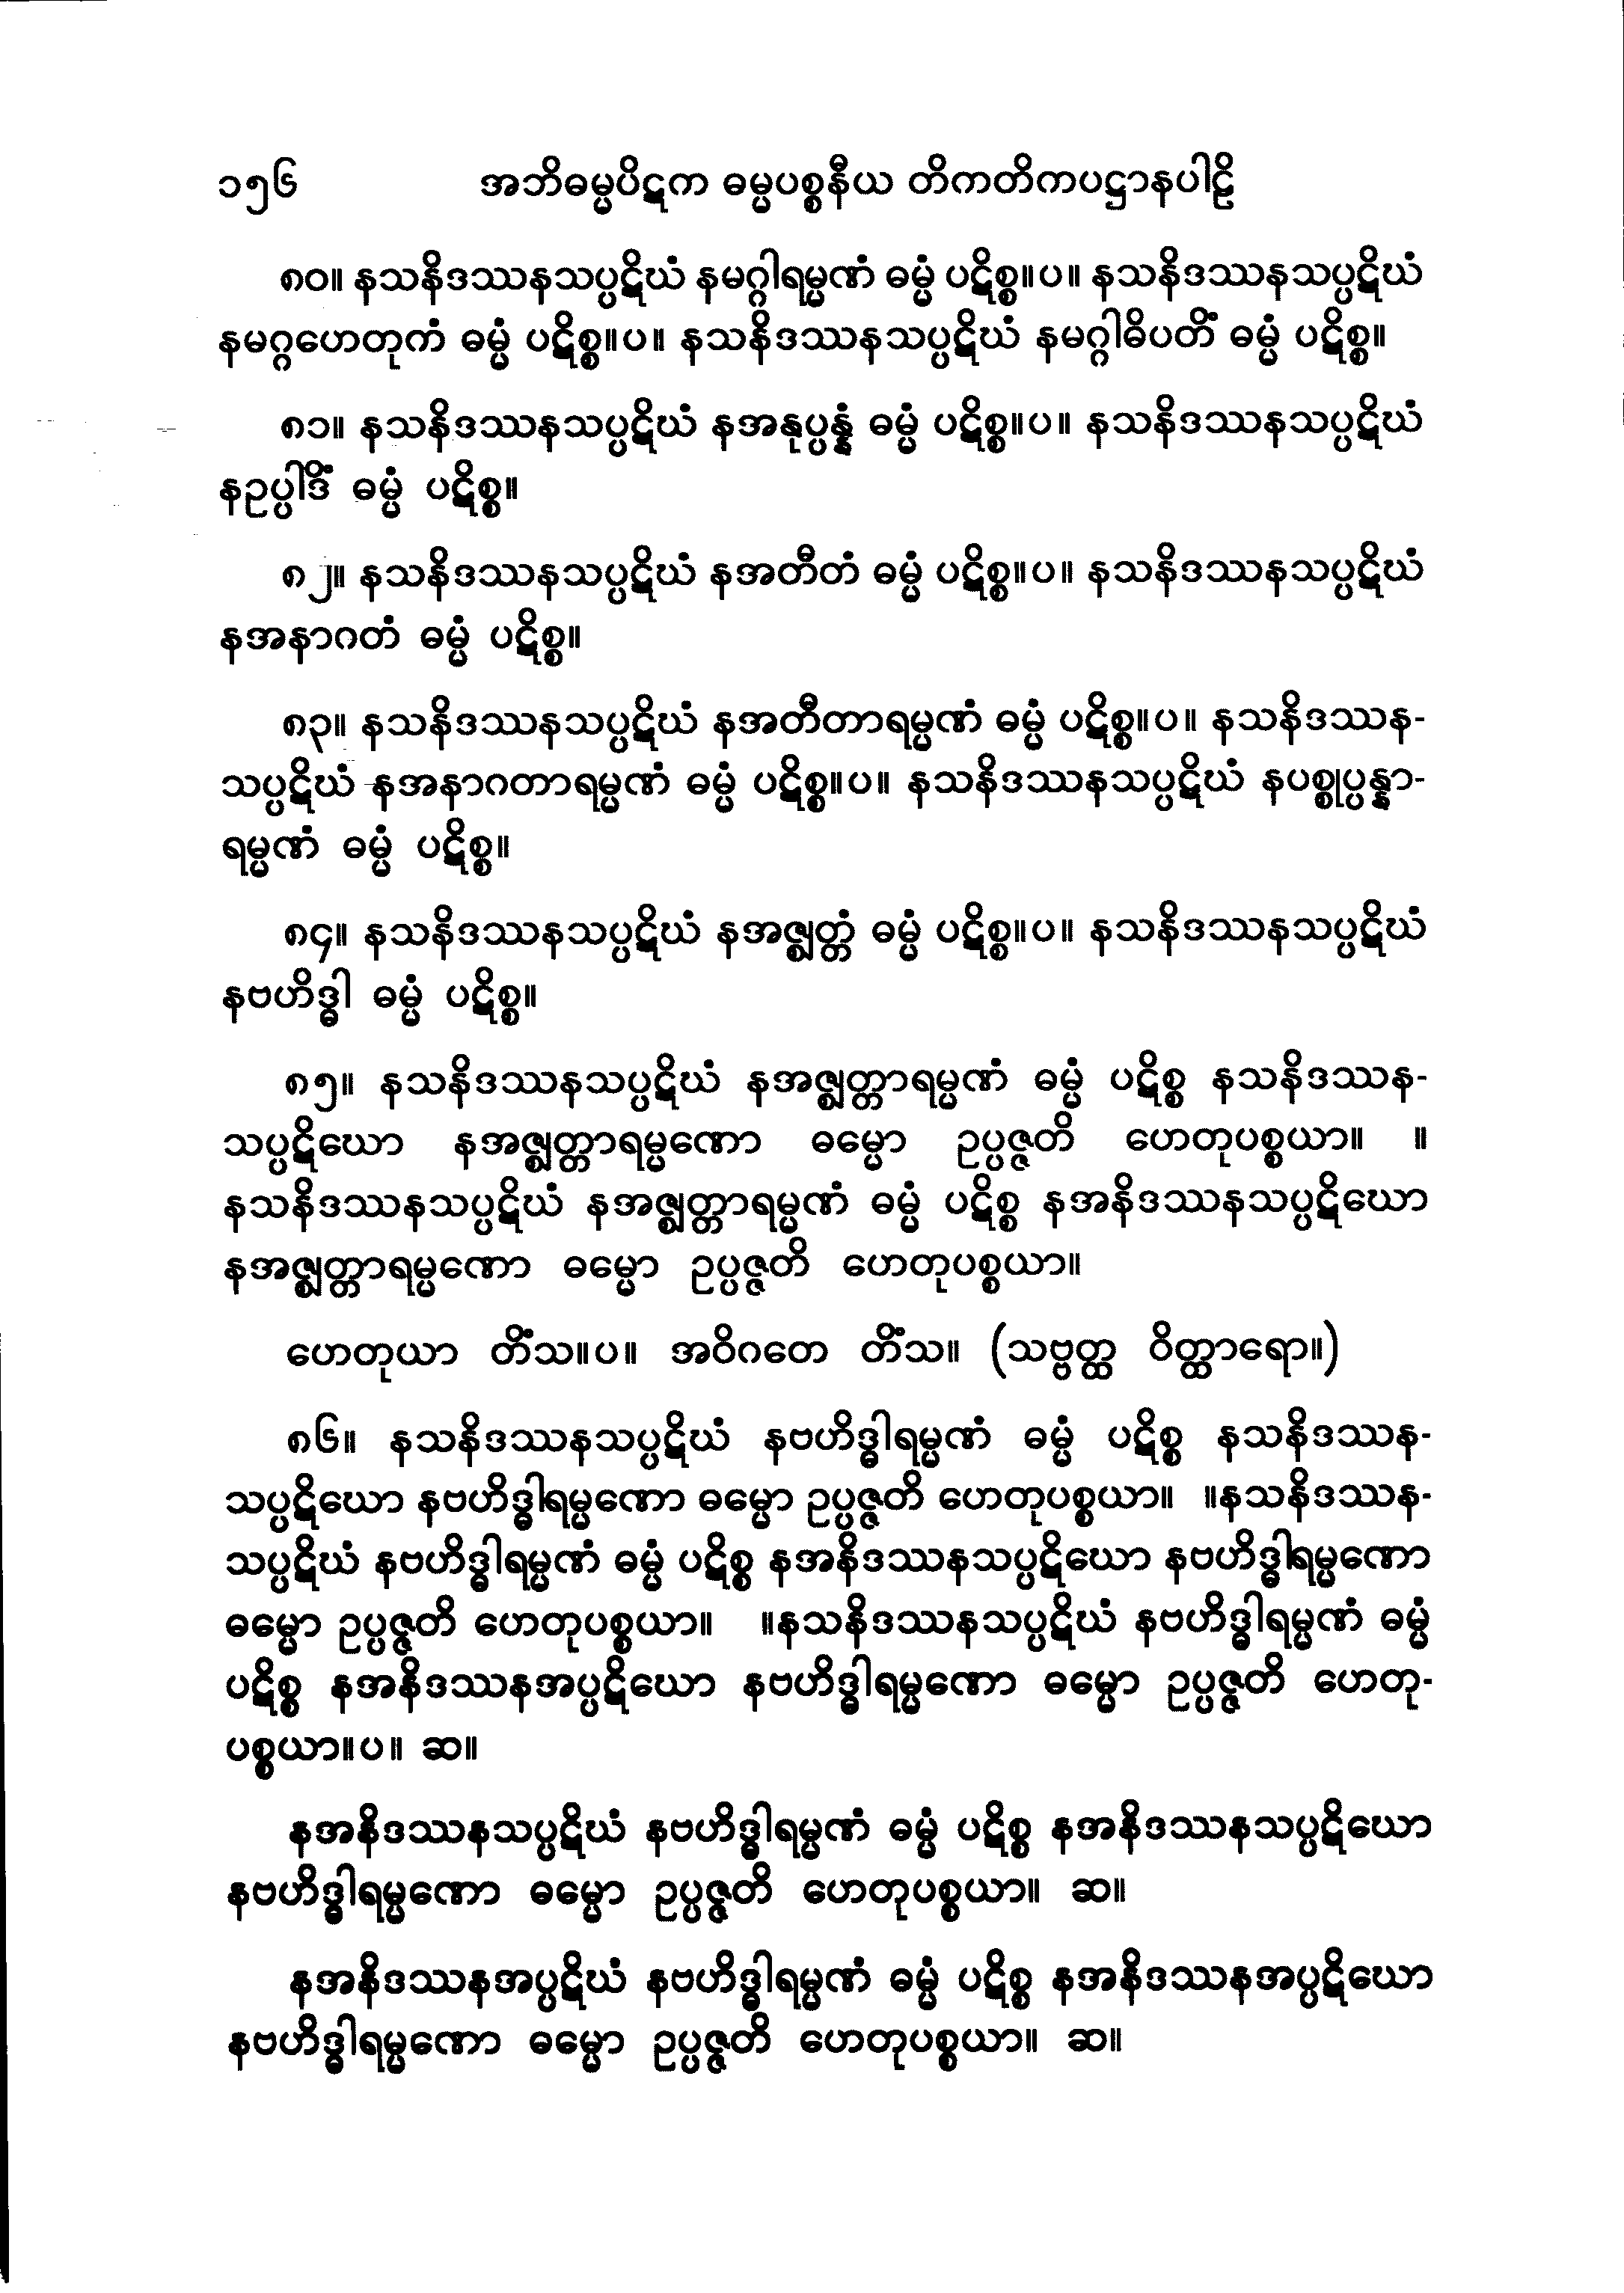 ၁၅၆ အဘိဓမ္မပိဋက ဓမ္မပစ္စနီယ တိကတိကပဋ္ဌာနပါဠိ
၈၀။ နသနိဒဿနသပ္ပဋိဃံ နမဂ္ဂါရမ္မဏံ ဓမ္မံ ပဋိစ္စ။ပ။ နသနိဒဿနသပ္ပဋိဃံ
နမဂ္ဂဟေတုကံ ဓမ္မံ ပဋိစ္စ။ပ။ နသနိဒဿနသပ္ပဋိဃံ နမဂ္ဂါဓိပတိံ ဓမ္မံ ပဋိစ္စ။
၈၁။ နသနိဒဿနသပ္ပဋိဃံ နအနုပ္ပန္နံ ဓမ္မံ ပဋိစ္စ။ပ။ နသနိဒဿနသပ္ပဋိဃံ
နဥပ္ပါဒိံ ဓမ္မံ ပဋိစ္စ။
၈၂။ နသနိဒဿနသပ္ပဋိဃံ နအတီတံ ဓမ္မံ ပဋိစ္စ။ပ။ နသနိဒဿနသပ္ပဋိဃံ
နအနာဂတံ ဓမ္မံ ပဋိစ္စ။
၈၃။ နသနိဒဿနသပ္ပဋိဃံ နအတီတာရမ္မဏံ ဓမ္မံ ပဋိစ္စ။ပ။ နသနိဒဿန-
သပ္ပဋိဃံ နအနာဂတာရမ္မဏံ ဓမ္မံ ပဋိစ္စ။ပ။ နသနိဒဿနသပ္ပဋိဃံ နပစ္စုပ္ပန္နာ-
ရမ္မဏံ ဓမ္မံ ပဋိစ္စ။
၈၄။ နသနိဒဿနသပ္ပဋိဃံ နအဇ္ဈတ္တံ ဓမ္မံ ပဋိစ္စ။ပ။ နသနိဒဿနသပ္ပဋိဃံ
နဗဟိဒ္ဓါ ဓမ္မံ ပဋိစ္စ။
၈၅။ နသနိဒဿနသပ္ပဋိဃံ နအဇ္ဈတ္တာရမ္မဏံ ဓမ္မံ ပဋိစ္စ နသနိဒဿန-
သပ္ပဋိဃော နအဇ္ဈတ္တာရမ္မဏော ဓမ္မော ဥပ္ပဇ္ဇတိ ဟေတုပစ္စယာ။ ။
နသနိဒဿနသပ္ပဋိဃံ နအဇ္ဈတ္တာရမ္မဏံ ဓမ္မံ ပဋိစ္စ နအနိဒဿနသပ္ပဋိဃော
နအဇ္ဈတ္တာရမ္မဏော ဓမ္မော ဥပ္ပဇ္ဇတိ ဟေတုပစ္စယာ။
ဟေတုယာ တိံသ။ပ။ အဝိဂတေ တိံသ။ (သဗ္ဗတ္ထ ဝိတ္ထာရော။)
၈၆။ နသနိဒဿနသပ္ပဋိဃံ နဗဟိဒ္ဓါရမ္မဏံ ဓမ္မံ ပဋိစ္စ နသနိဒဿန-
သပ္ပဋိဃော နဗဟိဒ္ဓါရမ္မဏော ဓမ္မော ဥပ္ပဇ္ဇတိ ဟေတုပစ္စယာ။ ။နသနိဒဿန-
သပ္ပဋိဃံ နဗဟိဒ္ဓါရမ္မဏံ ဓမ္မံ ပဋိစ္စ နအနိဒဿနသပ္ပဋိဃော နဗဟိဒ္ဓါရမ္မဏော
ဓမ္မော ဥပ္ပဇ္ဇတိ ဟေတုပစ္စယာ။ ။နသနိဒဿနသပ္ပဋိဃံ နဗဟိဒ္ဓါရမ္မဏံ ဓမ္မံ
ပဋိစ္စ နအနိဒဿနအပ္ပဋိဃော နဗဟိဒ္ဓါရမ္မဏော ဓမ္မော ဥပ္ပဇ္ဇတိ ဟေတု-
ပစ္စယာ။ပ။ ဆ။
နအနိဒဿနသပ္ပဋိဃံ နဗဟိဒ္ဓါရမ္မဏံ ဓမ္မံ ပဋိစ္စ နအနိဒဿနသပ္ပဋိဃော
နဗဟိဒ္ဓါရမ္မဏော ဓမ္မော ဥပ္ပဇ္ဇတိ ဟေတုပစ္စယာ။ ဆ။
နအနိဒဿနအပ္ပဋိဃံ နဗဟိဒ္ဓါရမ္မဏံ ဓမ္မံ ပဋိစ္စ နအနိဒဿနအပ္ပဋိဃော
နဗဟိဒ္ဓါရမ္မဏော ဓမ္မော ဥပ္ပဇ္ဇတိ ဟေတုပစ္စယာ။ ဆ။